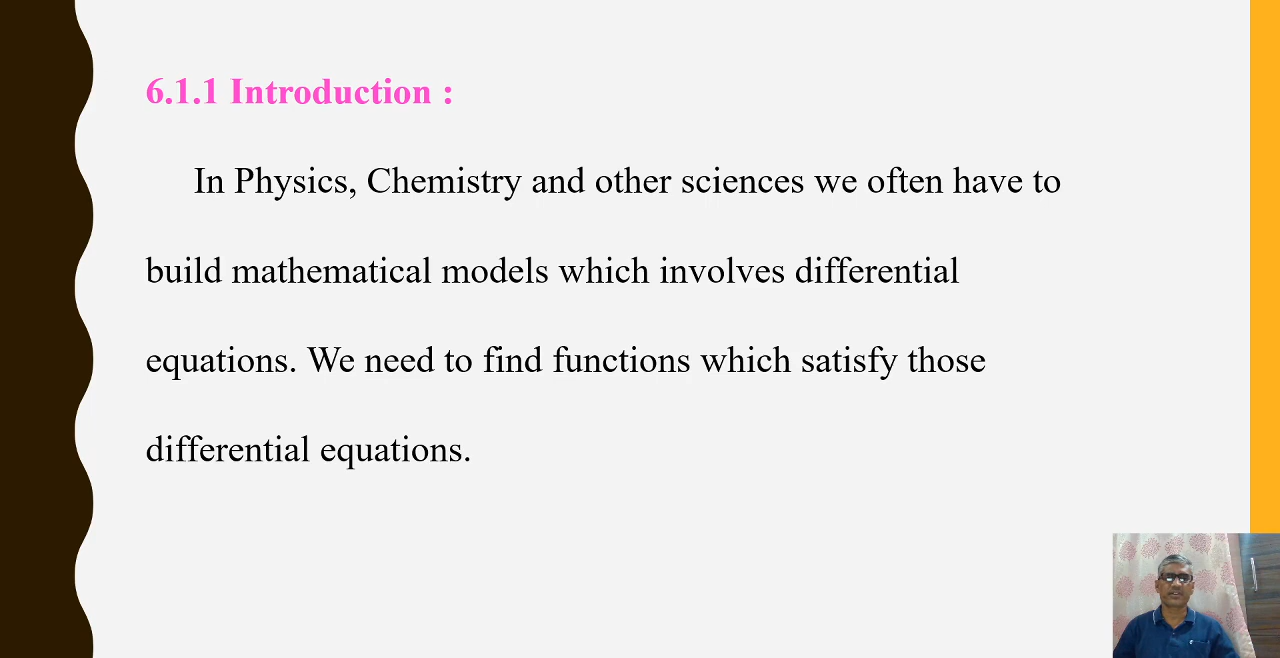 6.1.1 Introduction :
In Physics, Chemistry and other sciences we often have to
build mathematical models which involves differential
equations. We need to find functions which satisfy those
differential equations.